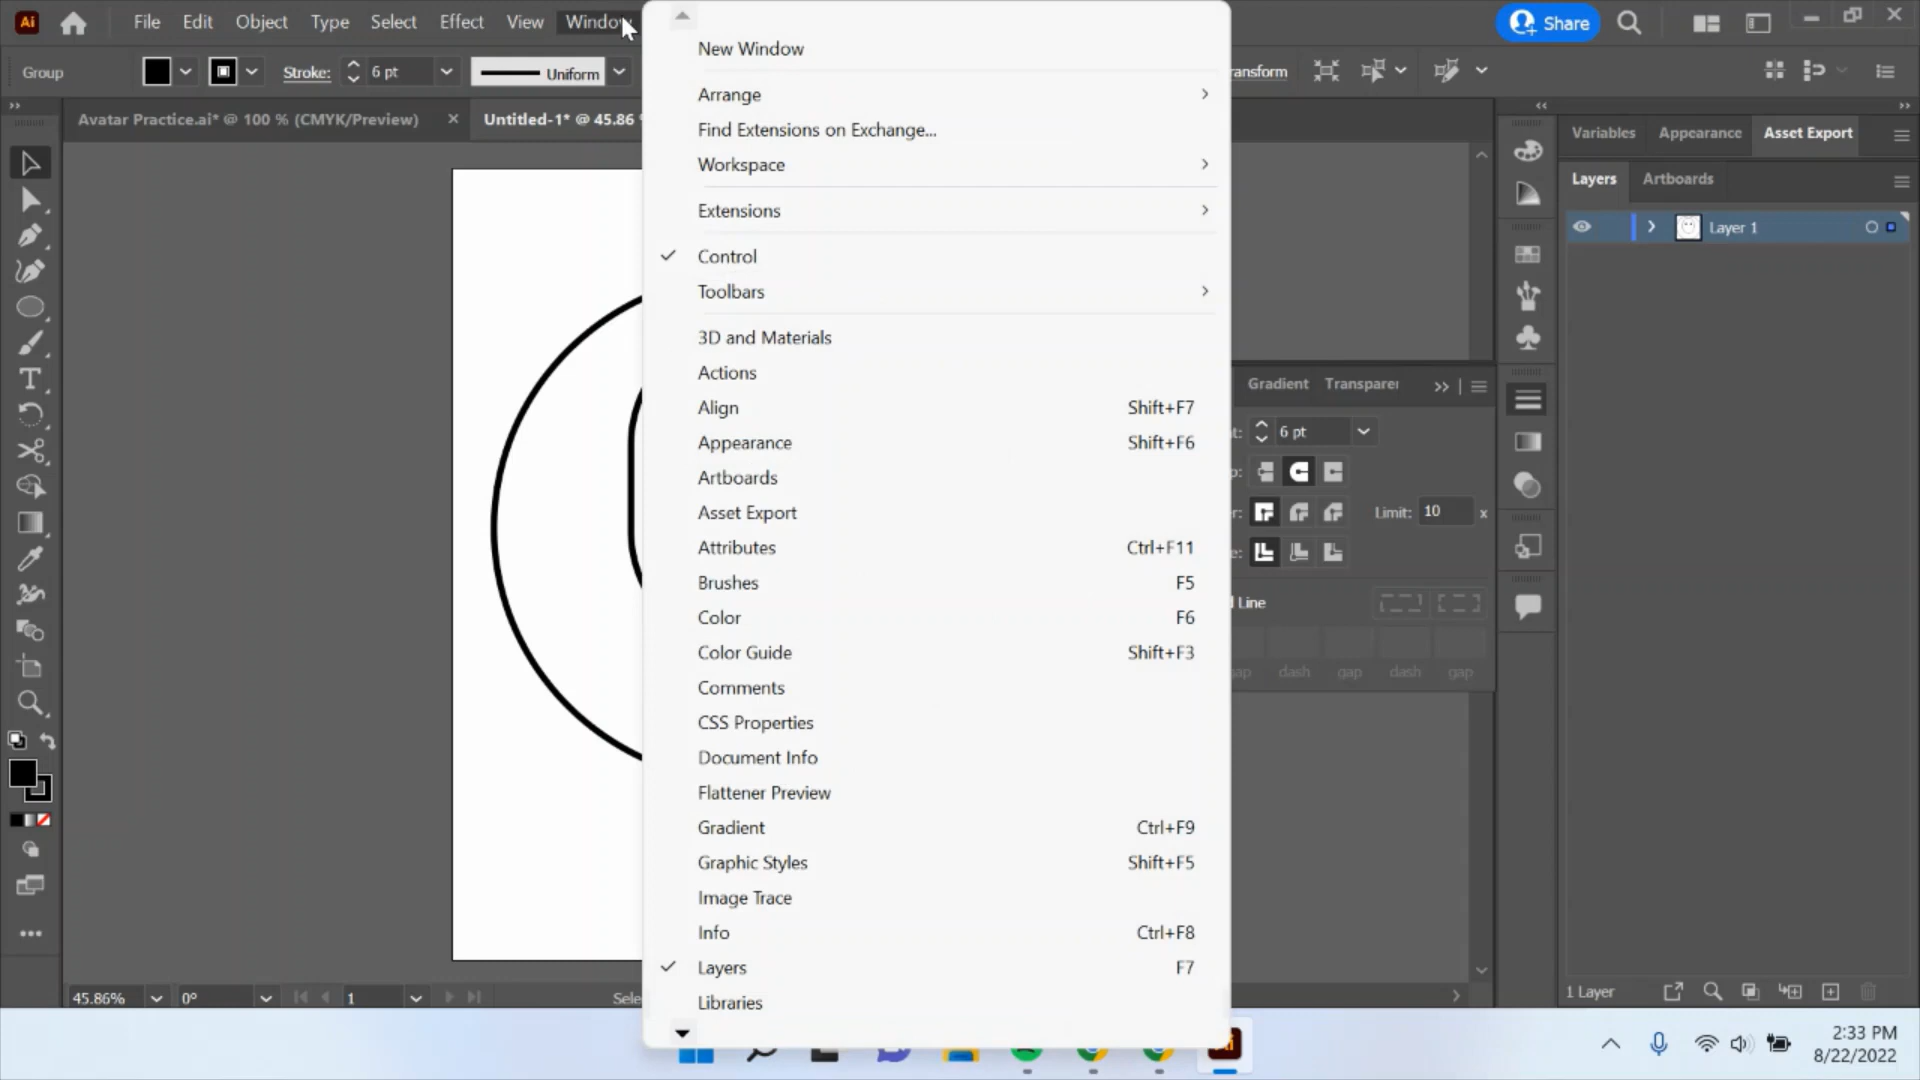 Ai File Edit Object Type Select Effect View Window Share
Group Stroke: 6 pt Uniform ransform
Avatar Practice.ai* @ 100 % (CMYK/Preview) × Untitled-1* @ 45.86
New Window
Arrange
Find Extensions on Exchange...
Workspace
Extensions
Control
Toolbars
3D and Materials
Actions
Align Shift+F7
Appearance Shift+F6
Artboards
Asset Export
Attributes Ctrl+F11
Brushes F5
Color F6
Color Guide Shift+F3
Comments
CSS Properties
Document Info
Flattener Preview
Gradient Ctrl+F9
Graphic Styles Shift+F5
Image Trace
Info Ctrl+F8
Layers F7
Libraries
Gradient Transparer
6 pt
Limit: 10 x
Line
dash gap dash gap
Variables Appearance Asset Export
Layers Artboards
Layer 1
1 Layer
45.86% 0° 1 Sele
2:33 PM
8/22/2022